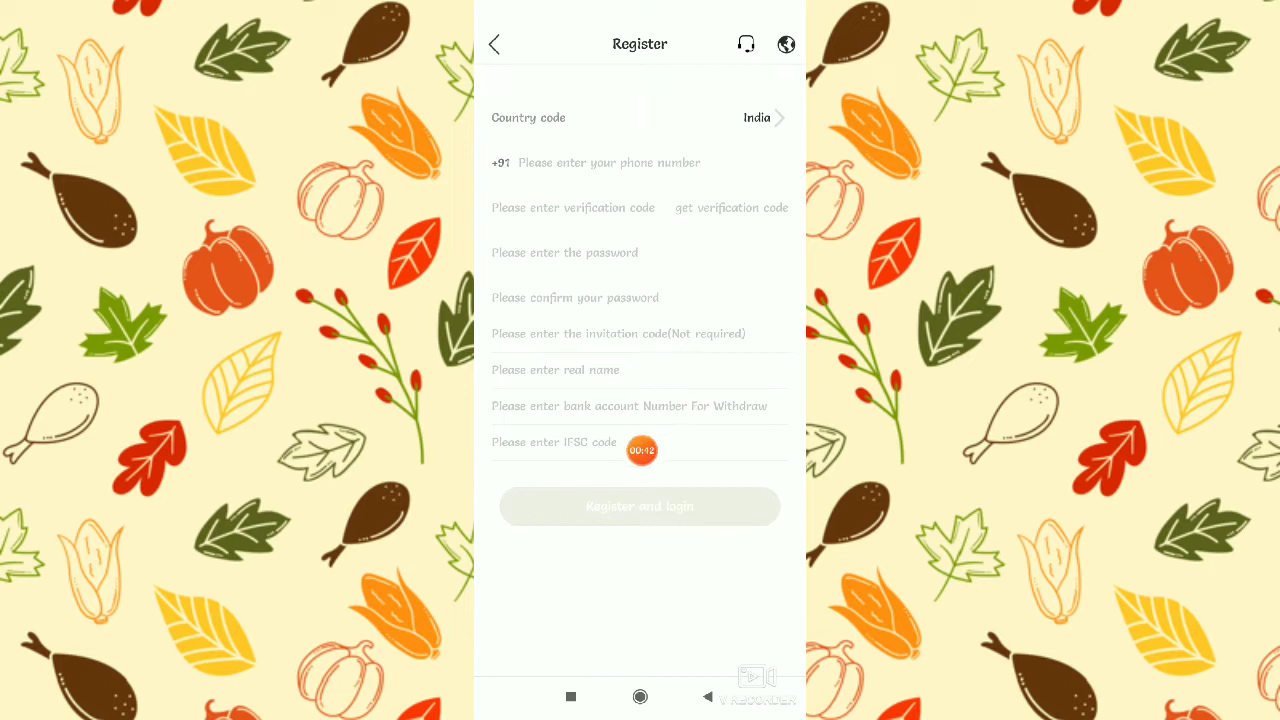 Register
Country code India
+91 Please enter your phone number
Please enter verification code get verification code
Please enter the password
Please confirm your password
Please enter the invitation code(Not required)
Please enter real name
Please enter bank account Number For Withdraw
Please enter IFSC code
00:42
Register and login
V RECORDER